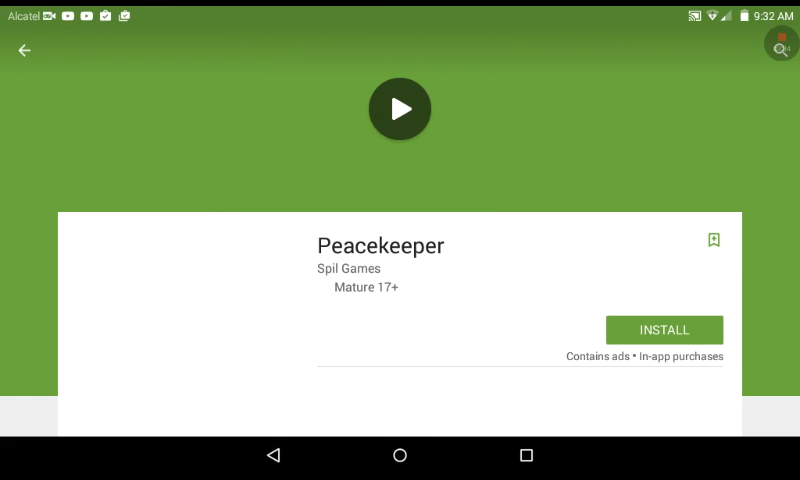 Alcatel
9:32 AM
Peacekeeper
Spil Games
Mature 17+
INSTALL
Contains ads • In-app purchases